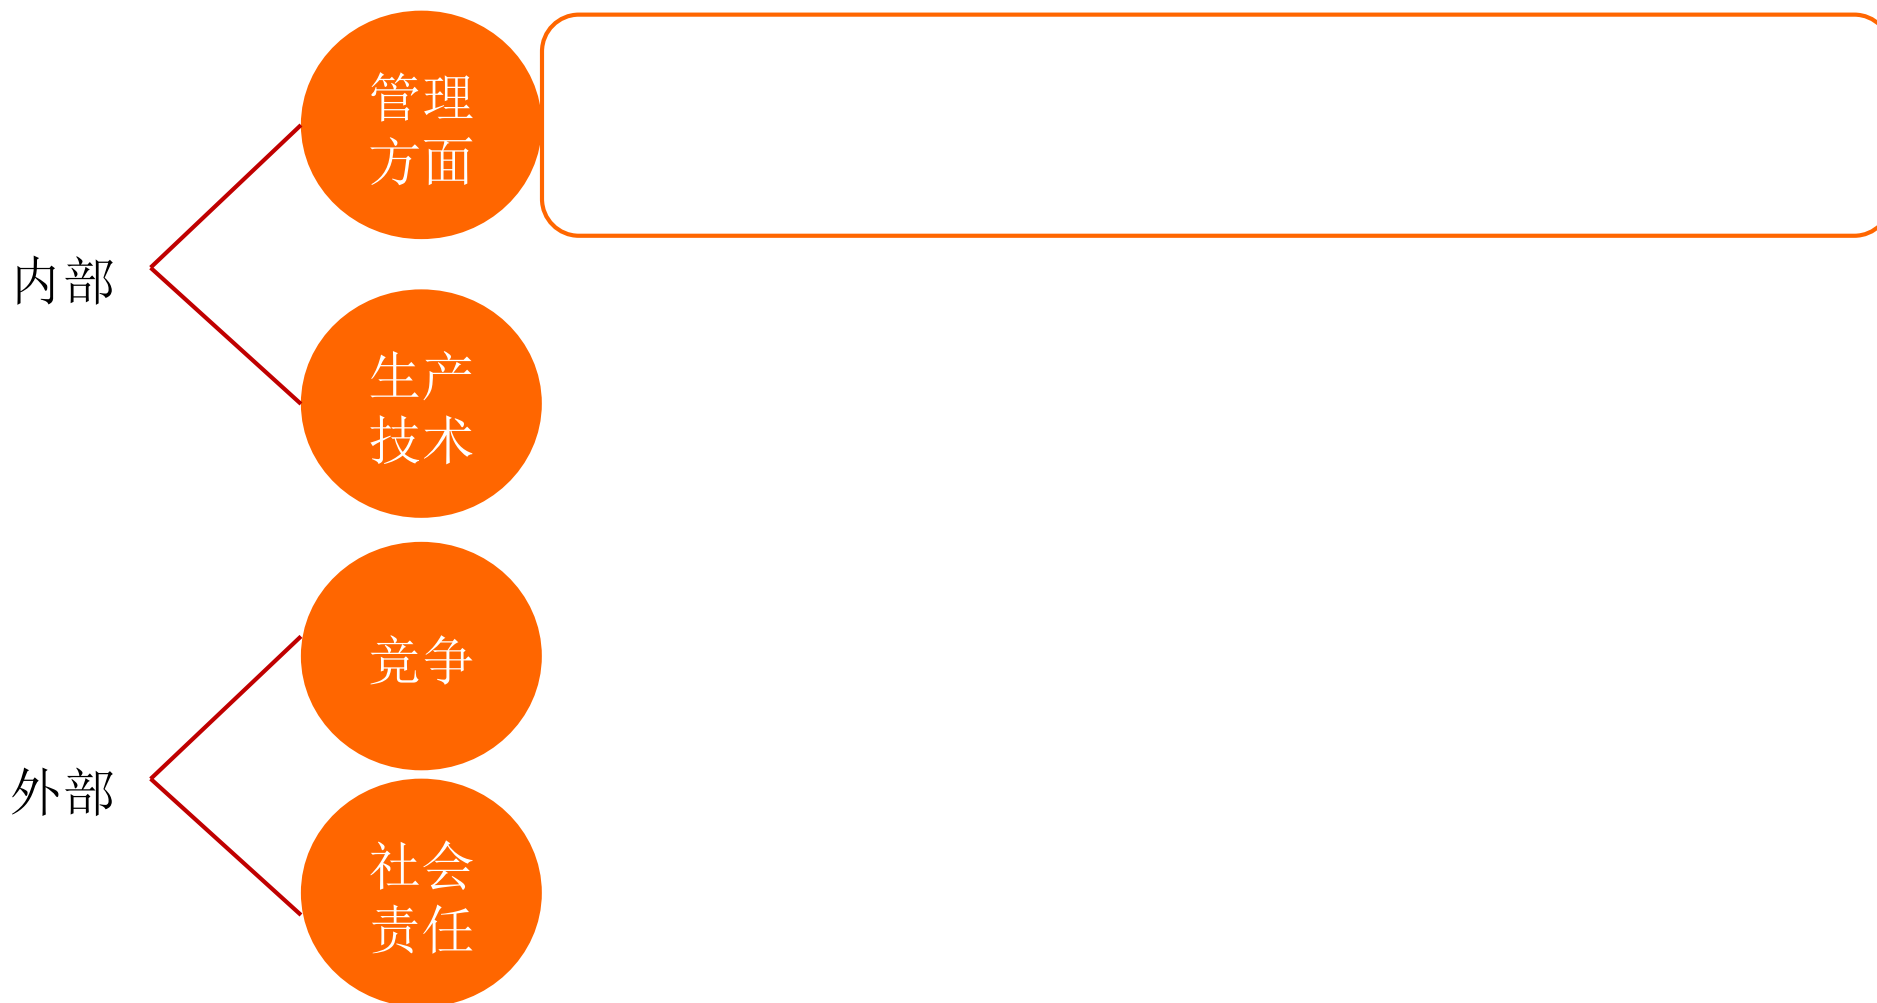 管理
方面
内部
生产
技术
竞争
外部
社会
责任